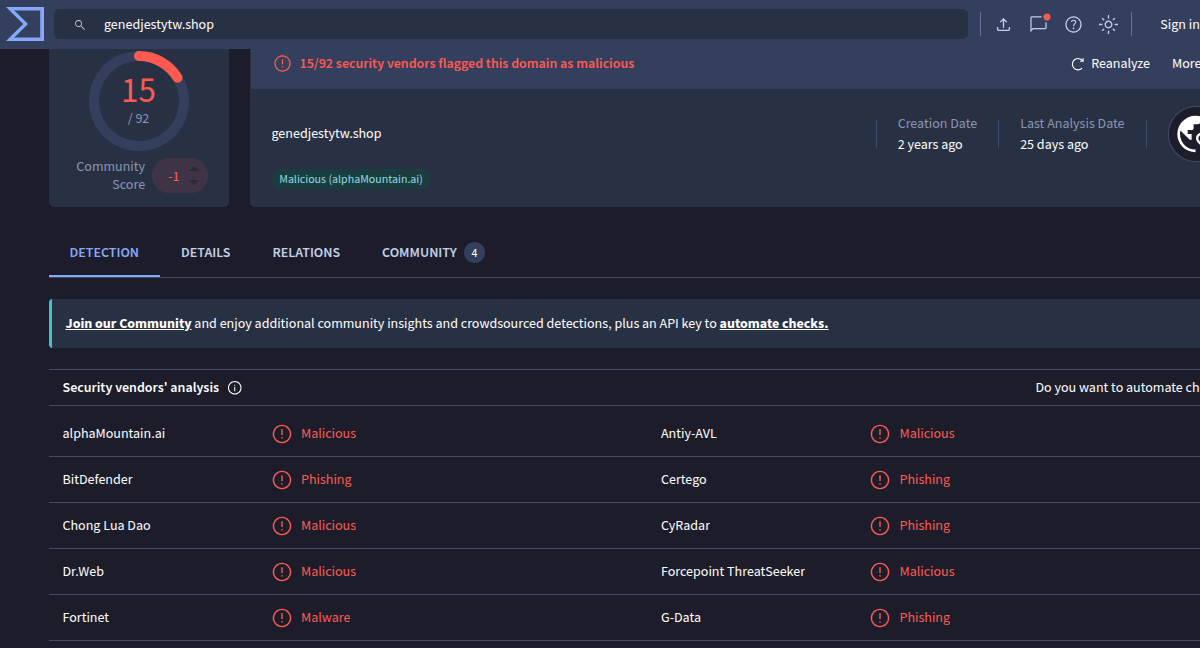 genedjestytw.shop
Sign in
15/92 security vendors flagged this domain as malicious
Reanalyze
More
15
/ 92
Community Score
-1
genedjestytw.shop
Malicious (alphaMountain.ai)
Creation Date
2 years ago
Last Analysis Date
25 days ago
DETECTION DETAILS RELATIONS COMMUNITY 4
Join our Community and enjoy additional community insights and crowdsourced detections, plus an API key to automate checks.
Security vendors' analysis
Do you want to automate ch
alphaMountain.ai Malicious Antiy-AVL Malicious
BitDefender Phishing Certego Phishing
Chong Lua Dao Malicious CyRadar Phishing
Dr.Web Malicious Forcepoint ThreatSeeker Malicious
Fortinet Malware G-Data Phishing